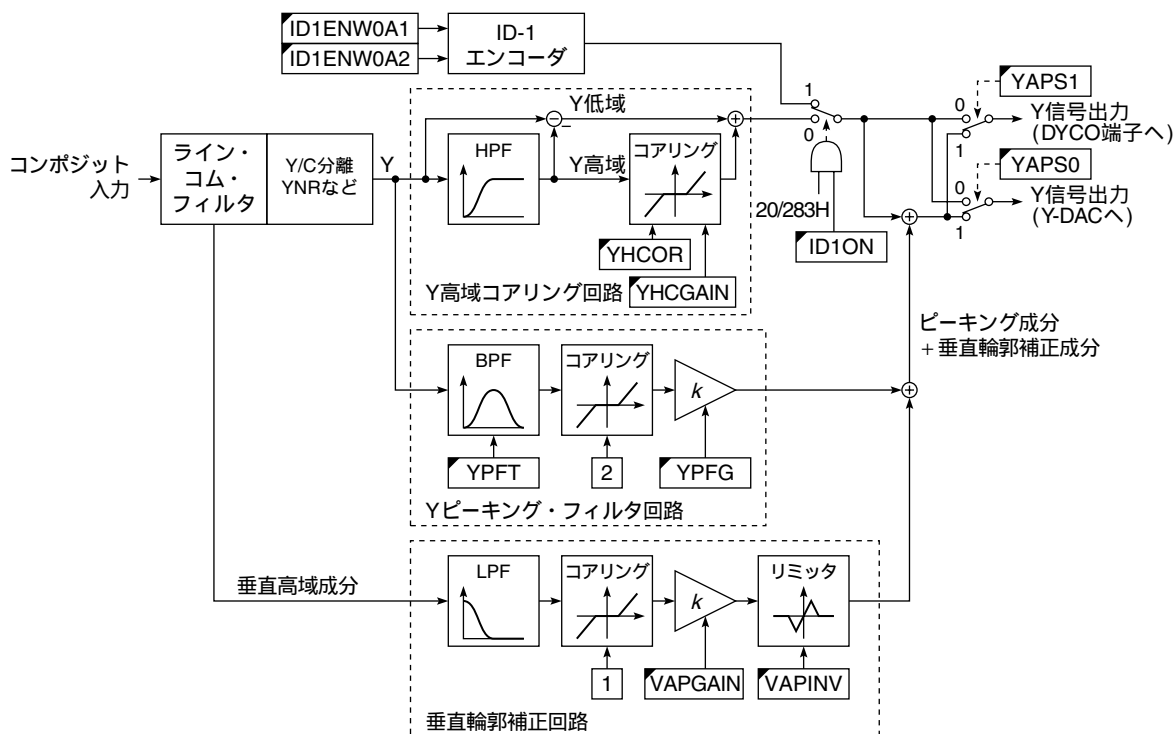 ID1ENW0A1
ID1ENW0A2
ID-1
エンコーダ
コンポジット
入力
ライン・
コム・
フィルタ
Y/C分離
YNRなど
Y
Y低域
HPF
Y高域
コアリング
YHCOR
YHCGAIN
Y高域コアリング回路
−
−
+
1
0
20/283H
ID1ON
YAPS1
0
1
Y信号出力
(DYCO端子へ)
YAPS0
0
1
Y信号出力
(Y-DACへ)
+
ピーキング成分
+垂直輪郭補正成分
+
BPF
コアリング
k
YPFT
2
YPFG
Yピーキング・フィルタ回路
垂直高域成分
LPF
コアリング
k
リミッタ
1
VAPGAIN
VAPINV
垂直輪郭補正回路